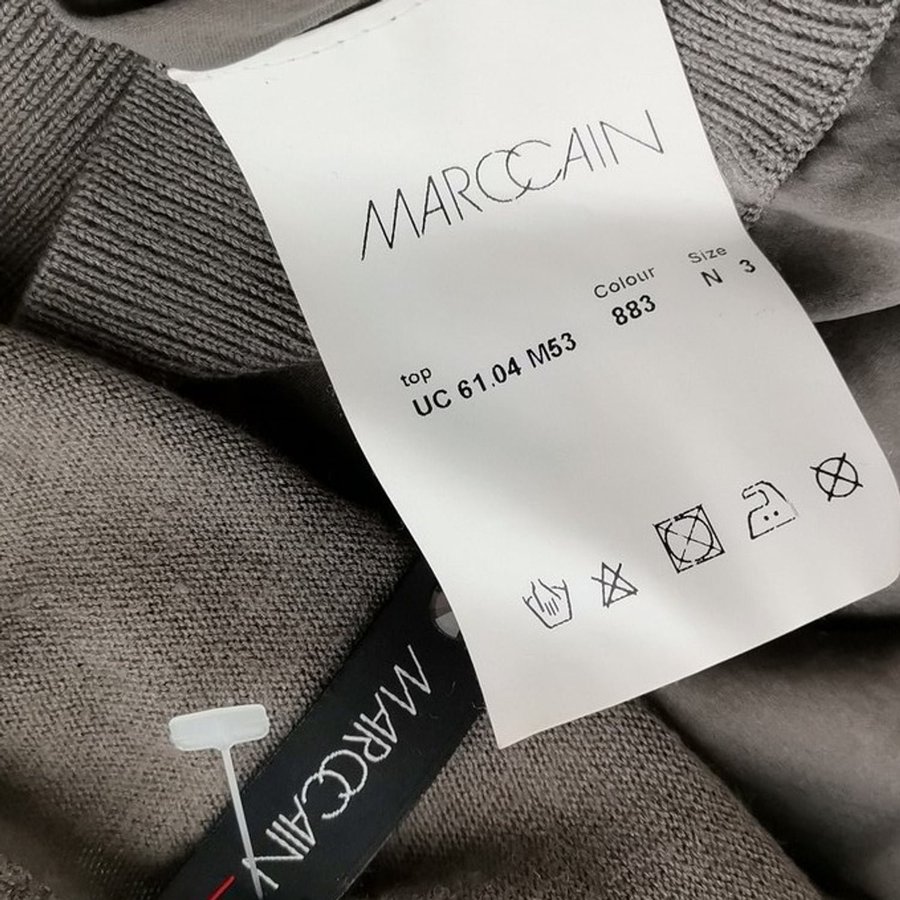 MARCCAIN
top Colour Size
UC 61.04 M53 883 N 3
MARCCAIN